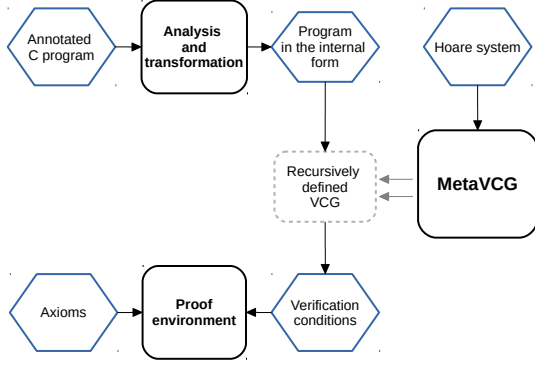 Annotated
C program
Analysis
and
transformation
Program
in the internal
form
Hoare system
Recursively
defined
VCG
MetaVCG
Axioms
Proof
environment
Verification
conditions